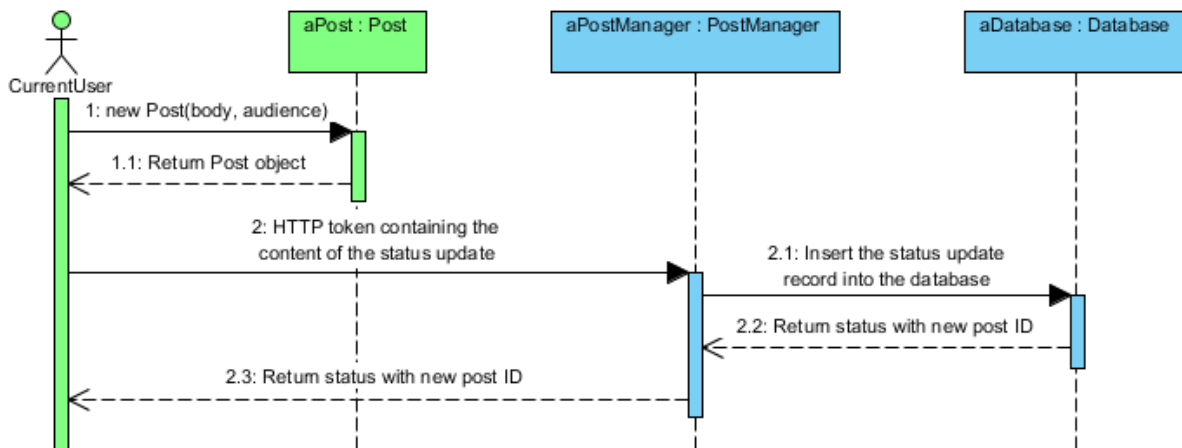 aPost : Post
aPostManager : PostManager
aDatabase : Database
CurrentUser
1: new Post(body, audience)
1.1: Return Post object
2: HTTP token containing the
content of the status update
2.1: Insert the status update
record into the database
2.2: Return status with new post ID
2.3: Return status with new post ID